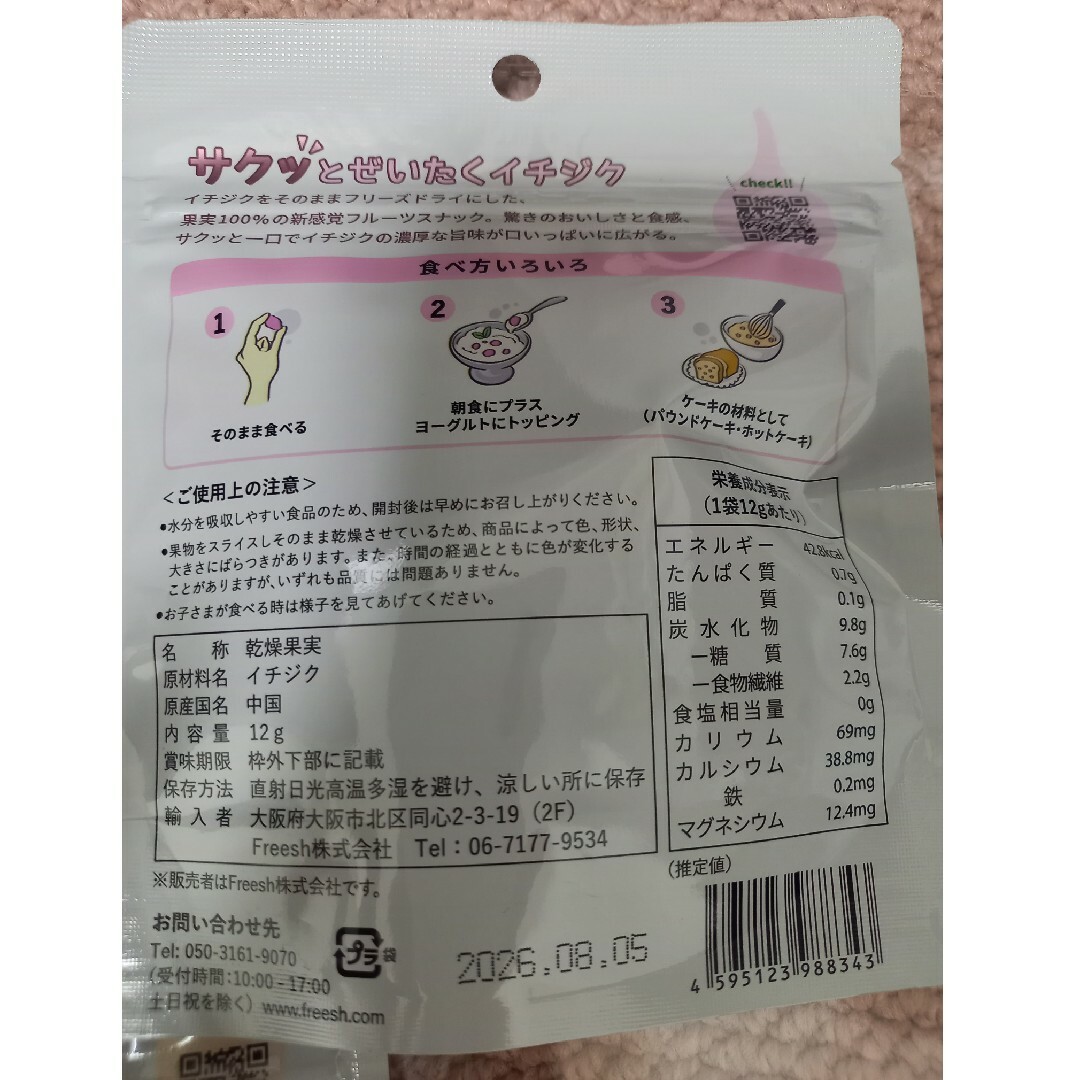 サクッとぜいたくイチジク
イチジクをそのままフリーズドライにした、
果実100%の新感覚フルーツスナック。驚きのおいしさと食感、
サクッと一口でイチジクの濃厚な旨味が口いっぱいに広がる。
check!!
食べ方いろいろ
1
そのまま食べる
2
朝食にプラス
ヨーグルトにトッピング
3
ケーキの材料として
(パウンドケーキ・ホットケーキ)
<ご使用上の注意>
●水分を吸収しやすい食品のため、開封後は早めにお召し上がりください。
●果物をスライスしそのまま乾燥させているため、商品によって色、形状、
大きさにばらつきがあります。また、時間の経過とともに色が変化する
ことがありますが、いずれも品質には問題ありません。
●お子さまが食べる時は様子を見てあげてください。
名称 乾燥果実
原材料名 イチジク
原産国名 中国
内容量 12g
賞味期限 枠外下部に記載
保存方法 直射日光高温多湿を避け、涼しい所に保存
輸入者 大阪府大阪市北区同心2-3-19(2F)
Freesh株式会社 Tel:06-7177-9534
※販売者はFreesh株式会社です。
お問い合わせ先
Tel: 050-3161-9070
(受付時間:10:00 - 17:00
土日祝を除く) www.freesh.com
プラ 袋
2026.08.05
栄養成分表示
(1袋12gあたり)
エネルギー 42.8kcal
たんぱく質 0.7g
脂質 0.1g
炭水化物 9.8g
ー糖質 7.6g
ー食物繊維 2.2g
食塩相当量 0g
カリウム 69mg
カルシウム 38.8mg
鉄 0.2mg
マグネシウム 12.4mg
(推定値)
4 595123 988343